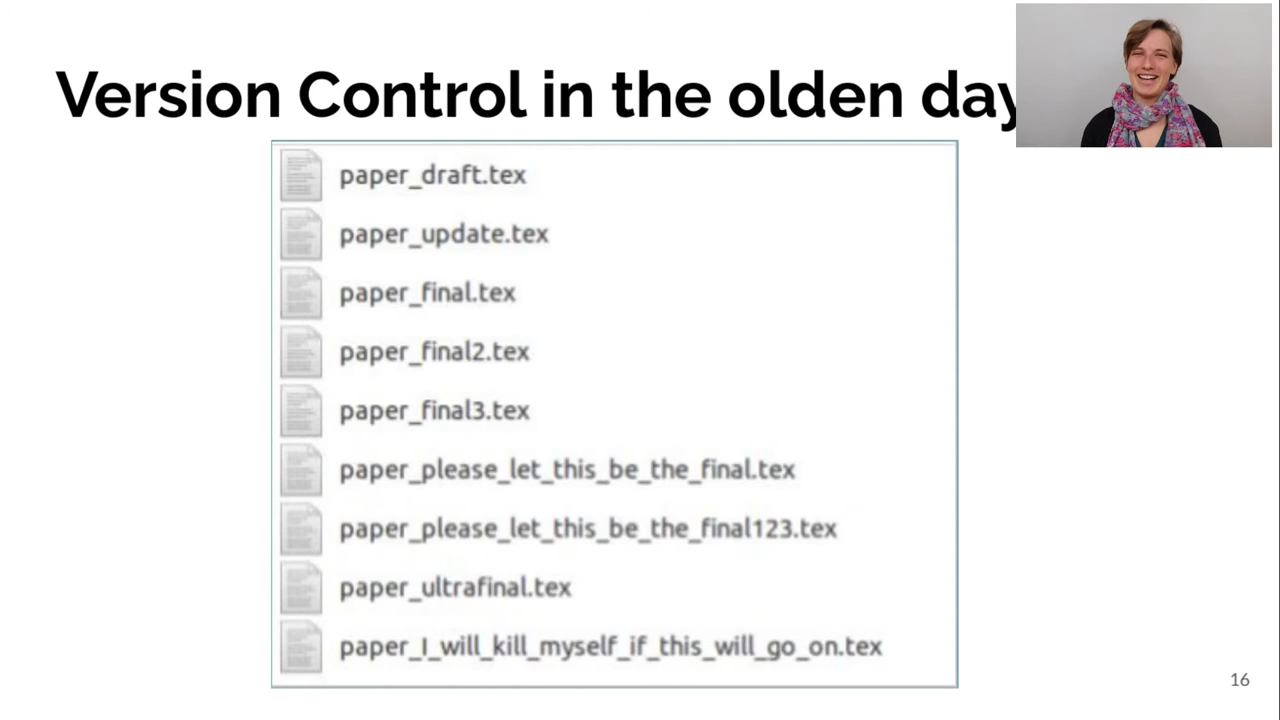 Version Control in the olden day
paper_draft.tex
paper_update.tex
paper_final.tex
paper_final2.tex
paper_final3.tex
paper_please_let_this_be_the_final.tex
paper_please_let_this_be_the_final123.tex
paper_ultrafinal.tex
paper_I_will_kill_myself_if_this_will_go_on.tex
16